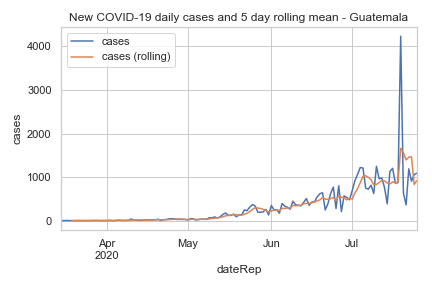 New COVID-19 daily cases and 5 day rolling mean - Guatemala
cases
cases (rolling)
4000
3000
2000
1000
0
cases
Apr
2020
May
Jun
Jul
dateRep